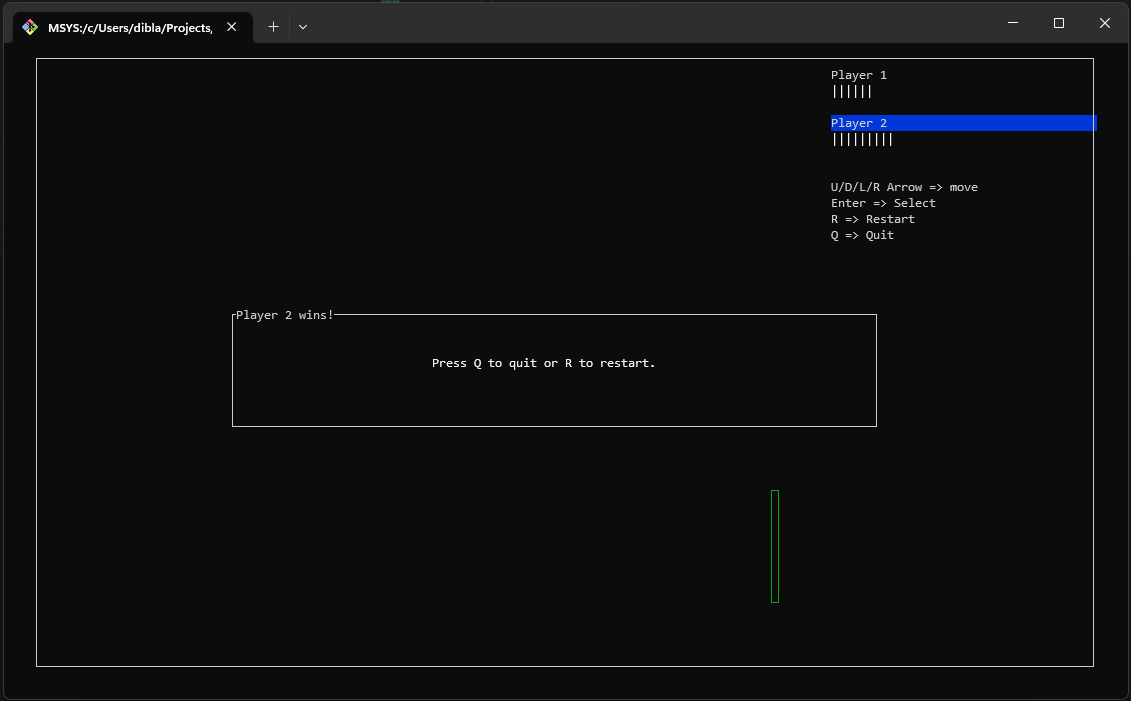 MSYS:/c/Users/dibla/Projects,
Player 1
||||||
Player 2
|||||||||
U/D/L/R Arrow => move
Enter => Select
R => Restart
Q => Quit
Player 2 wins!
Press Q to quit or R to restart.